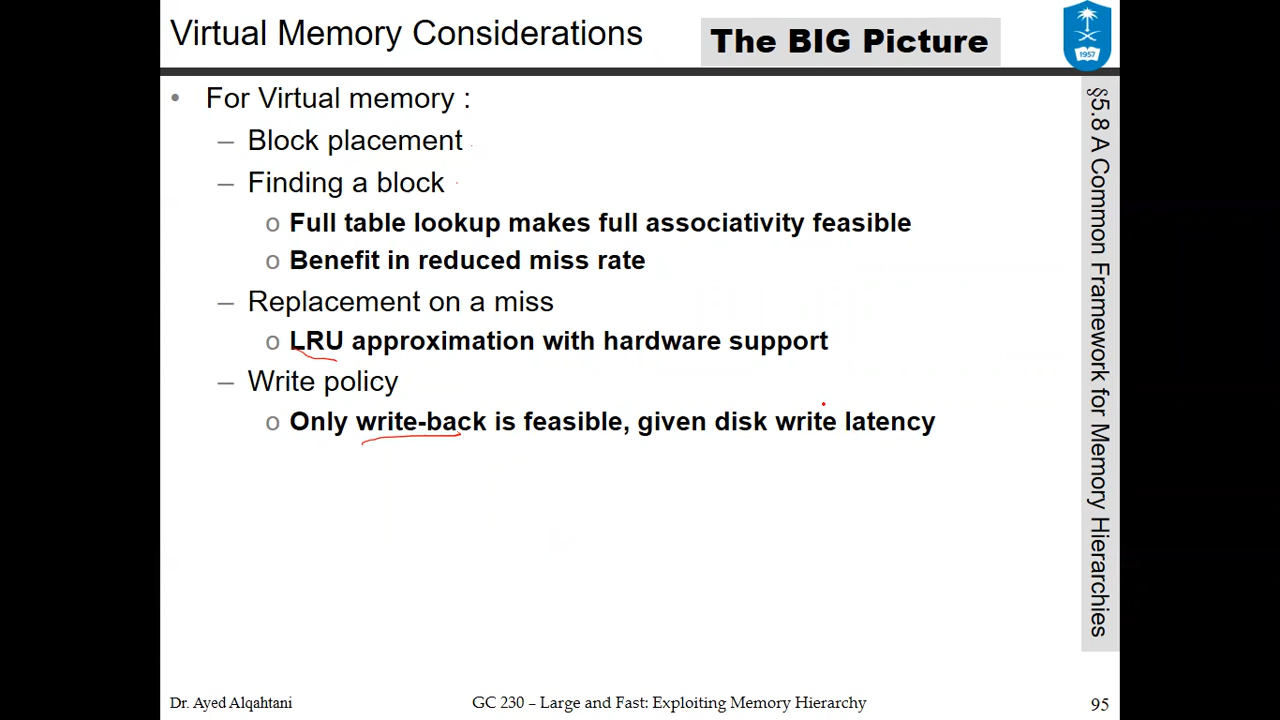 Virtual Memory Considerations
The BIG Picture
1957
• For Virtual memory :
– Block placement
– Finding a block
o Full table lookup makes full associativity feasible
o Benefit in reduced miss rate
– Replacement on a miss
o LRU approximation with hardware support
– Write policy
o Only write-back is feasible, given disk write latency
§5.8 A Common Framework for Memory Hierarchies
Dr. Ayed Alqahtani
GC 230 – Large and Fast: Exploiting Memory Hierarchy
95